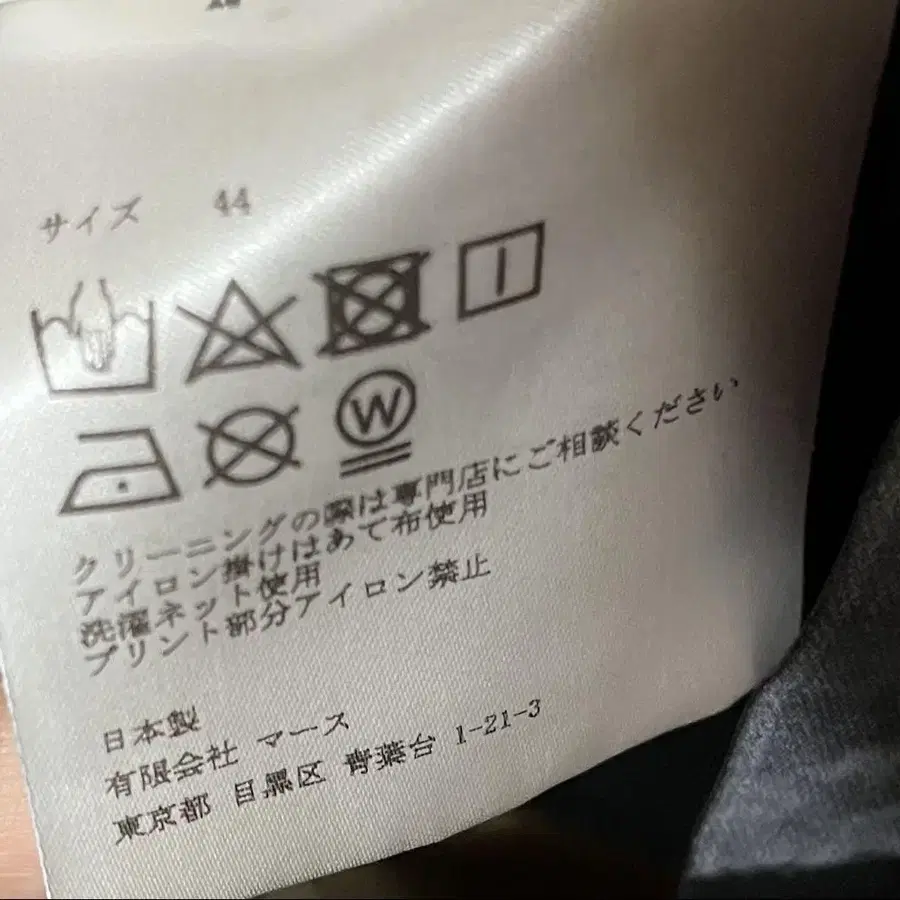 サイズ 44
W
クリーニングの際は専門店にご相談ください
アイロン掛けはあて布使用
洗濯ネット使用
プリント部分アイロン禁止
日本製
有限会社 マース
東京都 目黒区 青葉台 1-21-3